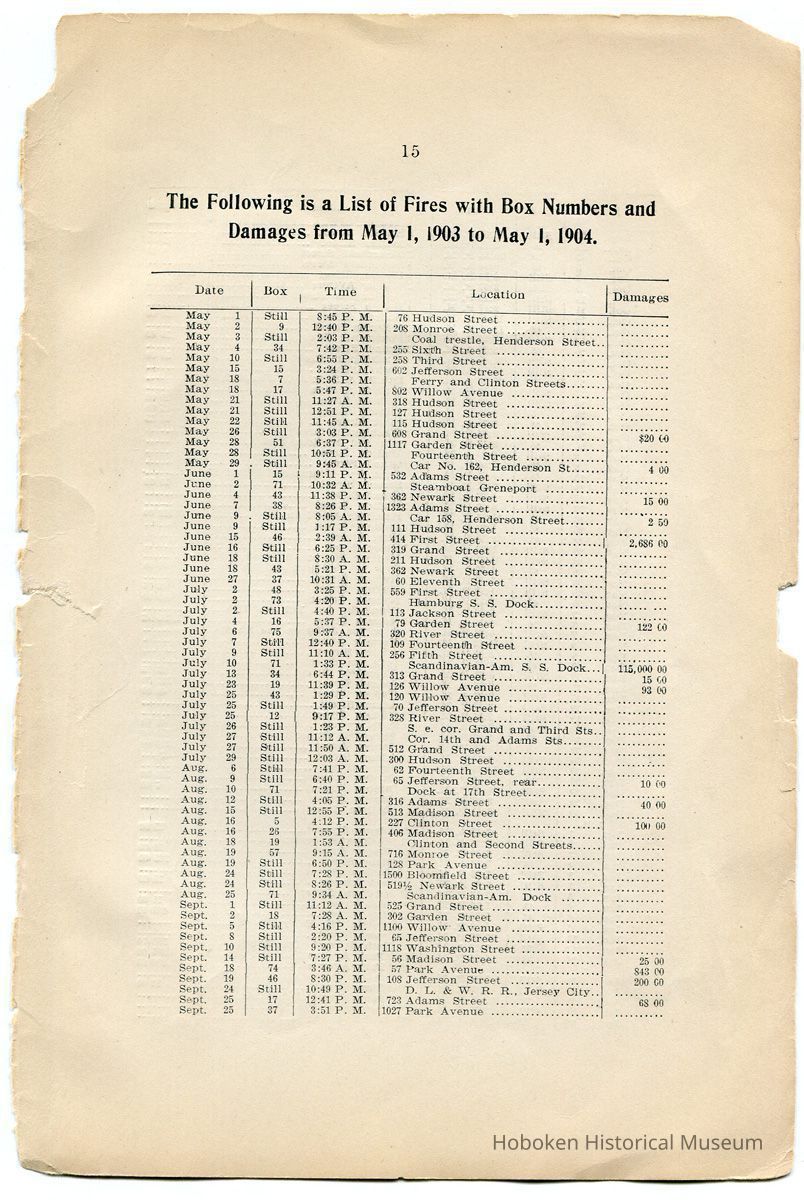 15
The Following is a List of Fires with Box Numbers and
Damages from May 1, 1903 to May 1, 1904.
Date Box Time Location Damages
May 1 Still 8:45 P. M. 76 Hudson Street ..........
May 2 9 12:40 P. M. 208 Monroe Street ..........
May 3 Still 2:03 P. M. Coal trestle, Henderson Street.. ..........
May 4 34 7:42 P. M. 255 Sixth Street ..........
May 10 Still 6:55 P. M. 258 Third Street ..........
May 15 15 3:24 P. M. 602 Jefferson Street ..........
May 18 7 5:36 P. M. Ferry and Clinton Streets....... ..........
May 18 17 5:47 P. M. 802 Willow Avenue ..........
May 21 Still 11:27 A. M. 318 Hudson Street ..........
May 21 Still 12:51 P. M. 127 Hudson Street ..........
May 22 Still 11:45 A. M. 115 Hudson Street ..........
May 26 Still 3:03 P. M. 608 Grand Street .......... $20 00
May 28 51 6:37 P. M. 1117 Garden Street ..........
May 28 Still 10:51 P. M. Fourteenth Street ..........
May 29 Still 9:45 A. M. Car No. 162, Henderson St....... 4 00
June 1 15 9:11 P. M. 532 Adams Street ..........
June 2 71 10:32 A. M. Steamboat Greneport ..........
June 4 43 11:38 P. M. 362 Newark Street .......... 15 00
June 7 38 8:26 P. M. 1323 Adams Street ..........
June 9 Still 8:05 A. M. Car 158, Henderson Street....... 2 50
June 9 Still 1:17 P. M. 111 Hudson Street ..........
June 15 46 2:39 A. M. 414 First Street .......... 2,686 00
June 16 Still 6:25 P. M. 319 Grand Street ..........
June 18 Still 8:30 A. M. 211 Hudson Street ..........
June 18 43 5:21 P. M. 362 Newark Street ..........
June 27 37 10:31 A. M. 60 Eleventh Street ..........
July 2 48 3:25 P. M. 559 First Street ..........
July 2 73 4:20 P. M. Hamburg S. S. Dock.......... ..........
July 2 Still 4:40 P. M. 113 Jackson Street ..........
July 4 16 5:37 P. M. 79 Garden Street .......... 122 00
July 6 75 9:37 A. M. 320 River Street ..........
July 7 Still 12:40 P. M. 109 Fourteenth Street ..........
July 9 Still 11:10 A. M. 256 Fifth Street ..........
July 10 71 1:33 P. M. Scandinavian-Am. S. S. Dock... 115,000 00
July 13 34 6:44 P. M. 313 Grand Street .......... 15 00
July 23 19 11:39 P. M. 126 Willow Avenue .......... 93 00
July 25 43 1:29 P. M. 120 Willow Avenue ..........
July 25 Still 1:49 P. M. 70 Jefferson Street ..........
July 25 12 9:17 P. M. 328 River Street ..........
July 26 Still 1:23 P. M. S. e. cor. Grand and Third Sts.. ..........
July 27 Still 11:12 A. M. Cor. 14th and Adams Sts....... ..........
July 27 Still 11:50 A. M. 512 Grand Street ..........
July 29 Still 12:03 A. M. 300 Hudson Street ..........
Aug. 6 Still 7:41 P. M. 62 Fourteenth Street ..........
Aug. 9 Still 6:40 P. M. 65 Jefferson Street, rear.......... 10 00
Aug. 10 71 7:21 P. M. Dock at 17th Street.......... ..........
Aug. 12 Still 4:05 P. M. 316 Adams Street .......... 40 00
Aug. 15 Still 12:55 P. M. 513 Madison Street ..........
Aug. 16 5 4:12 P. M. 227 Clinton Street .......... 100 00
Aug. 16 26 7:55 P. M. 406 Madison Street ..........
Aug. 18 19 1:53 A. M. Clinton and Second Streets...... ..........
Aug. 19 57 9:15 A. M. 716 Monroe Street ..........
Aug. 19 Still 6:50 P. M. 128 Park Avenue ..........
Aug. 24 Still 7:28 P. M. 1500 Bloomfield Street ..........
Aug. 24 Still 8:26 P. M. 519½ Newark Street ..........
Aug. 25 71 9:34 A. M. Scandinavian-Am. Dock ..........
Sept. 1 Still 11:12 A. M. 525 Grand Street ..........
Sept. 2 18 7:28 A. M. 302 Garden Street ..........
Sept. 5 Still 4:16 P. M. 1100 Willow Avenue ..........
Sept. 8 Still 2:20 P. M. 65 Jefferson Street ..........
Sept. 10 Still 9:20 P. M. 1118 Washington Street ..........
Sept. 14 Still 7:27 P. M. 56 Madison Street .......... 25 00
Sept. 18 74 3:46 A. M. 57 Park Avenue .......... 843 00
Sept. 19 46 8:30 P. M. 108 Jefferson Street .......... 200 00
Sept. 24 Still 10:49 P. M. D. L. & W. R. R., Jersey City.. ..........
Sept. 25 17 12:41 P. M. 723 Adams Street .......... 68 00
Sept. 25 37 3:51 P. M. 1027 Park Avenue ..........
Hoboken Historical Museum